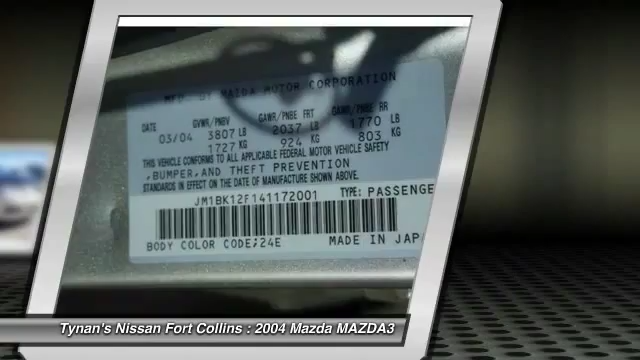 MFD. BY MAZDA MOTOR CORPORATION
DATE GVWR/PNBV GAWR/PNBE FRT GAWR/PNBE RR
03/04 3807 LB 2037 LB 1770 LB
1727 KG 924 KG 803 KG
THIS VEHICLE CONFORMS TO ALL APPLICABLE FEDERAL MOTOR VEHICLE SAFETY
,BUMPER,AND THEFT PREVENTION
STANDARDS IN EFFECT ON THE DATE OF MANUFACTURE SHOWN ABOVE.
JM1BK12F141172001 TYPE: PASSENGE
BODY COLOR CODE;24E MADE IN JAP
Tynan's Nissan Fort Collins : 2004 Mazda MAZDA3